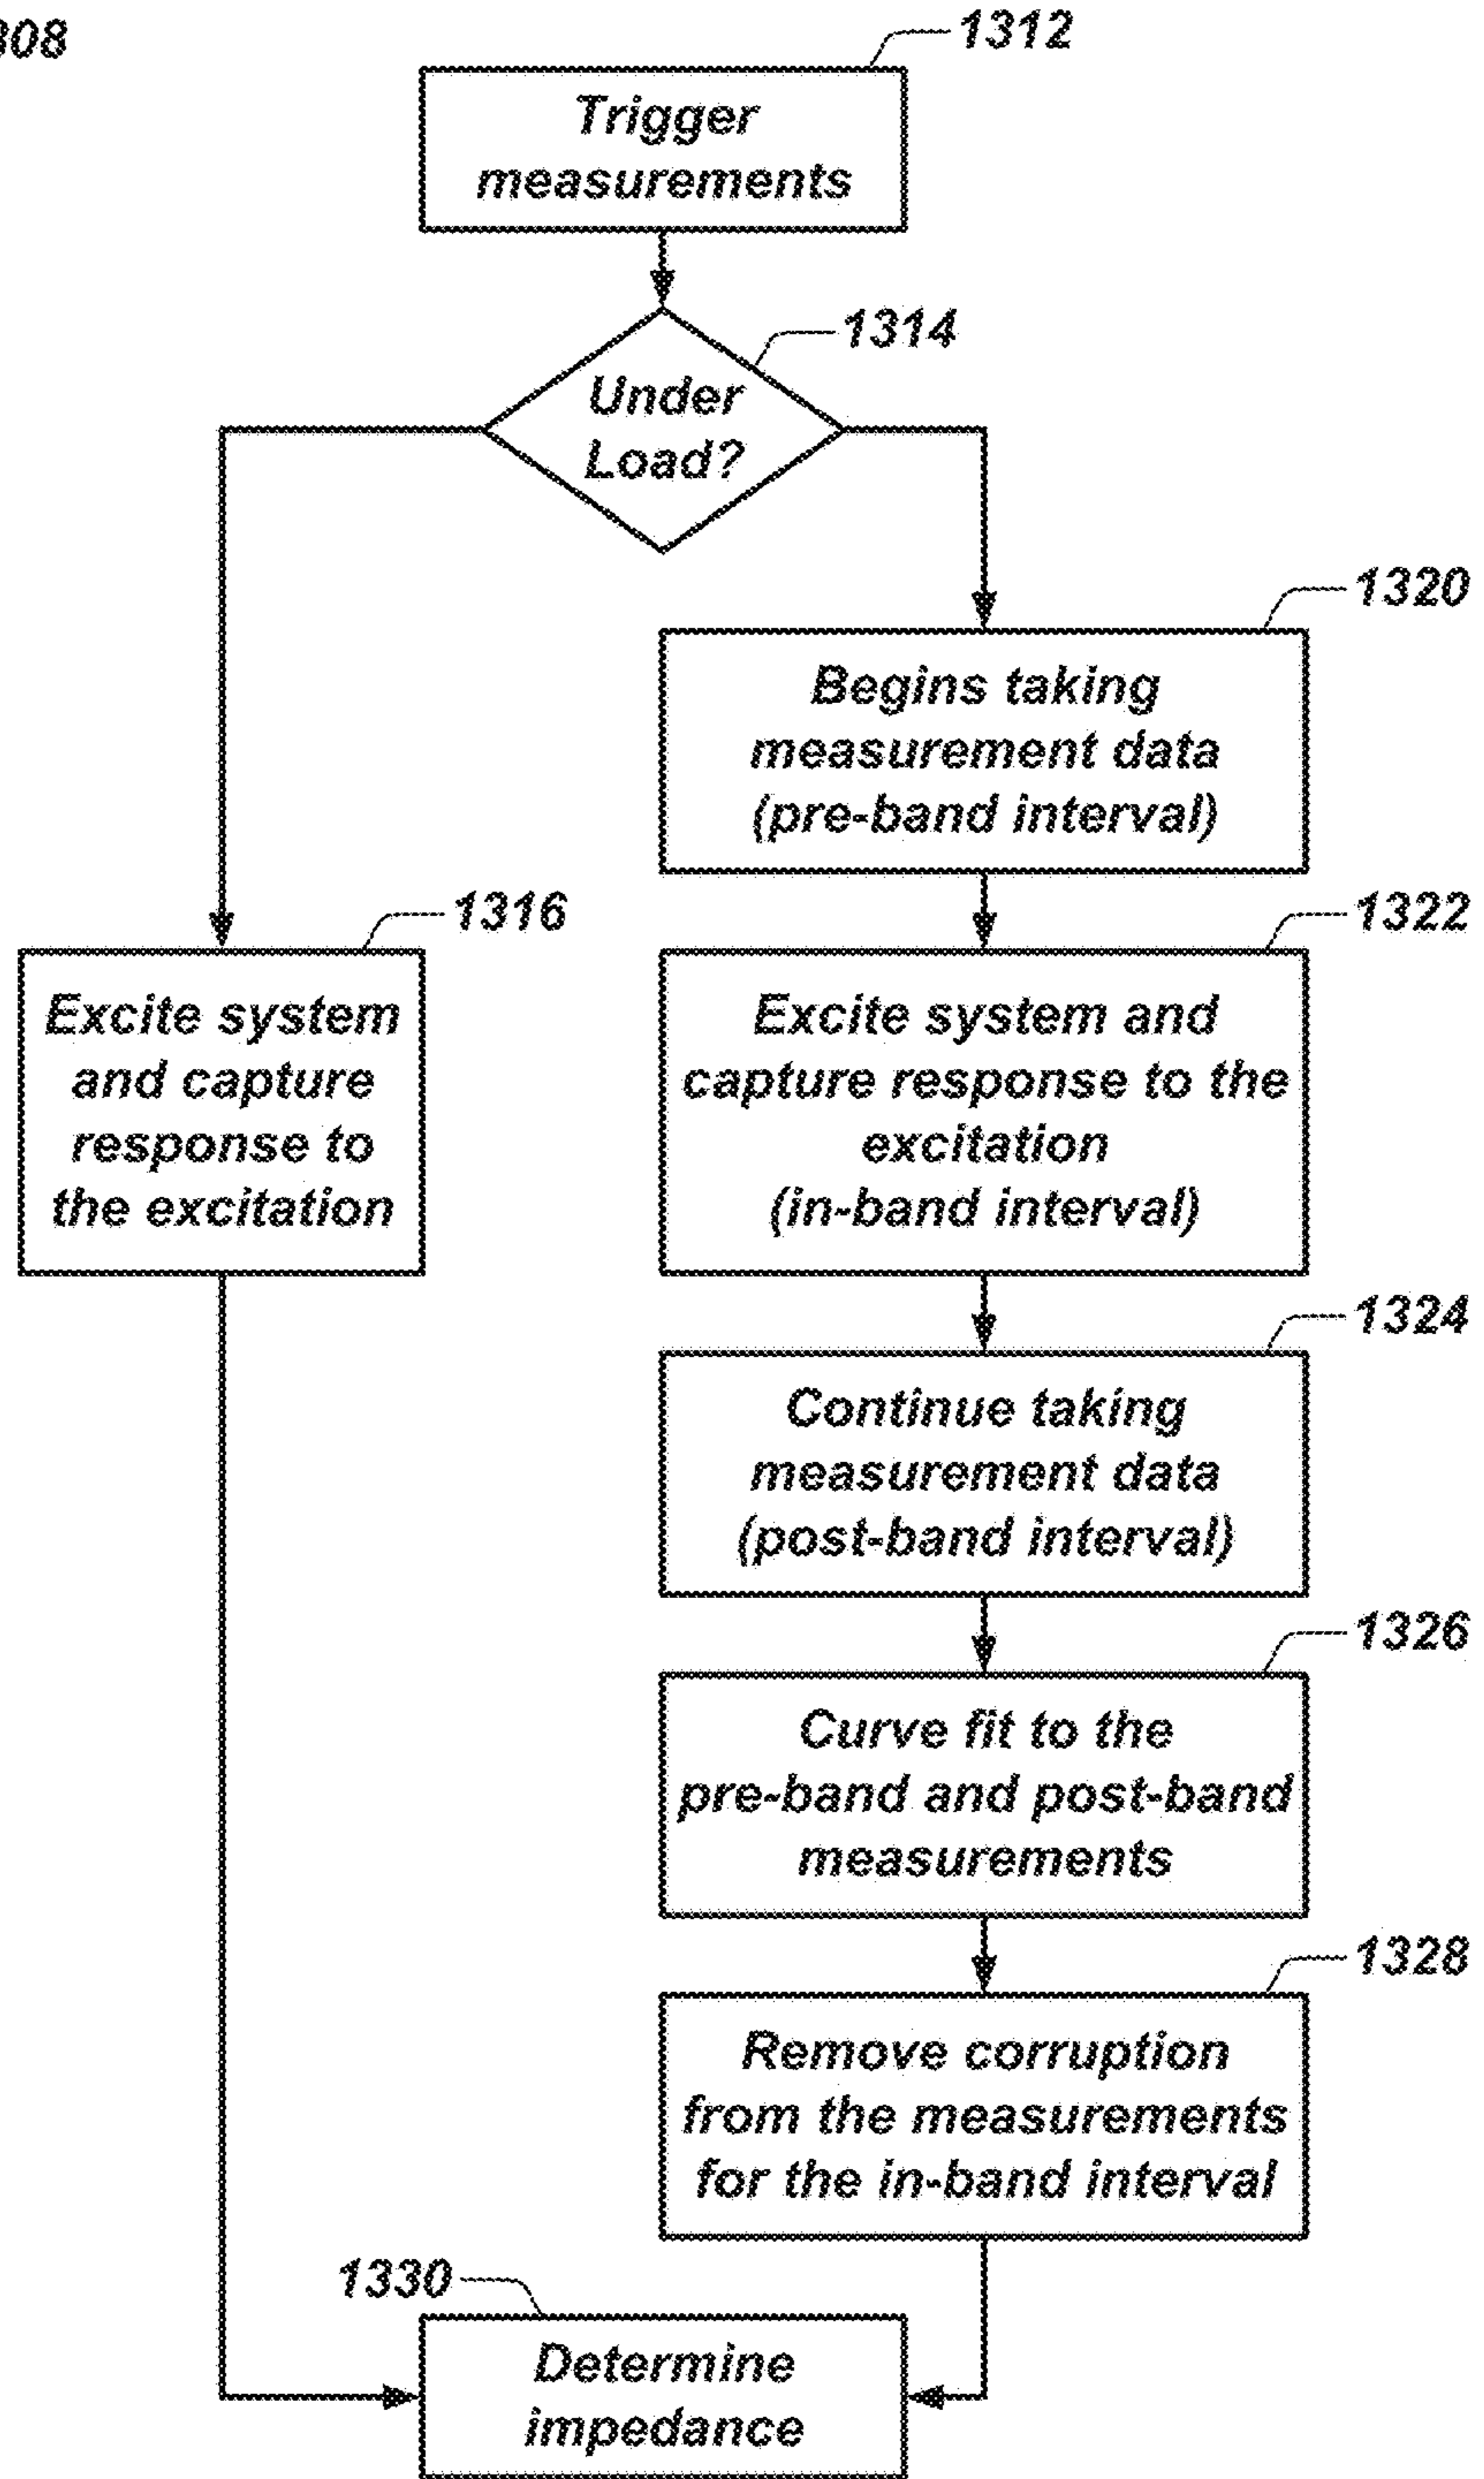 308
1312
Trigger
measurements
1314
Under
Load?
1320
Begins taking
measurement data
(pre-band interval)
1316
Excite system
and capture
response to
the excitation
1322
Excite system and
capture response to the
excitation
(in-band interval)
1324
Continue taking
measurement data
(post-band interval)
1326
Curve fit to the
pre-band and post-band
measurements
1328
Remove corruption
from the measurements
for the in-band interval
1330
Determine
impedance